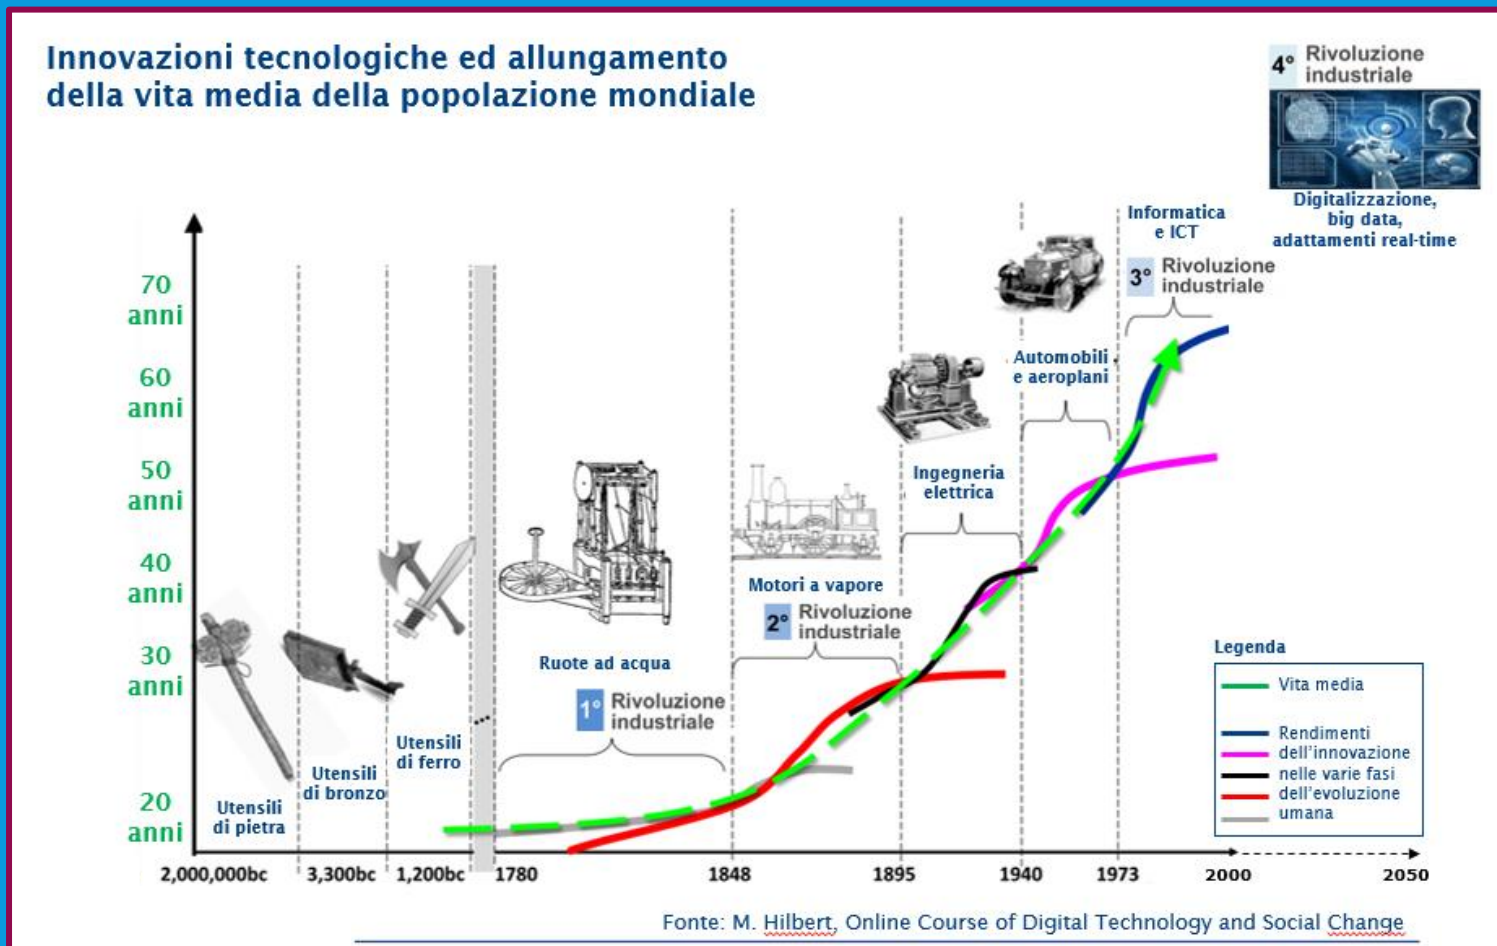 Innovazioni tecnologiche ed allungamento
della vita media della popolazione mondiale
4° Rivoluzione
industriale
Digitalizzazione,
big data,
adattamenti real-time
Informatica
e ICT
3° Rivoluzione
industriale
Automobili
e aeroplani
Ingegneria
elettrica
Motori a vapore
2° Rivoluzione
industriale
Ruote ad acqua
1° Rivoluzione
industriale
Utensili
di ferro
Utensili
di bronzo
Utensili
di pietra
70
anni
60
anni
50
anni
40
anni
30
anni
20
anni
2,000,000bc 3,300bc 1,200bc 1780 1848 1895 1940 1973 2000 2050
Legenda
Vita media
Rendimenti
dell'innovazione
nelle varie fasi
dell'evoluzione
umana
Fonte: M. Hilbert, Online Course of Digital Technology and Social Change